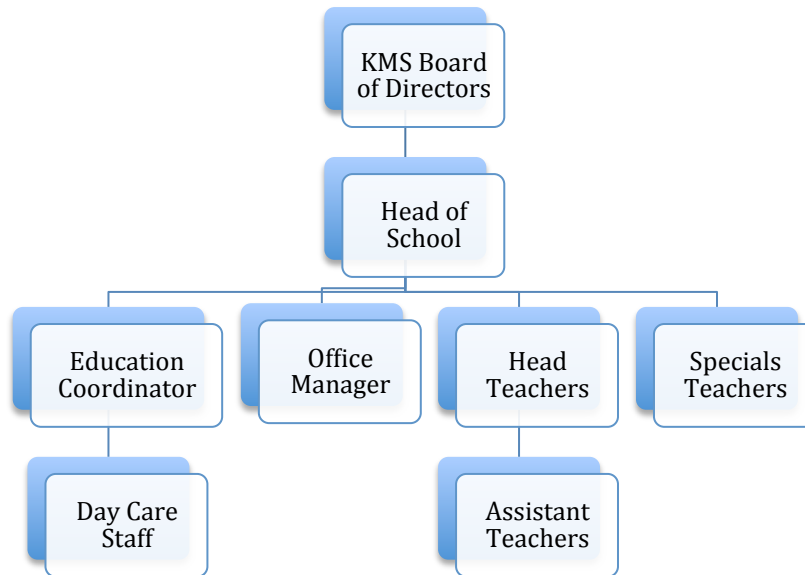 KMS Board
of Directors
Head of
School
Education
Coordinator
Office
Manager
Head
Teachers
Specials
Teachers
Day Care
Staff
Assistant
Teachers